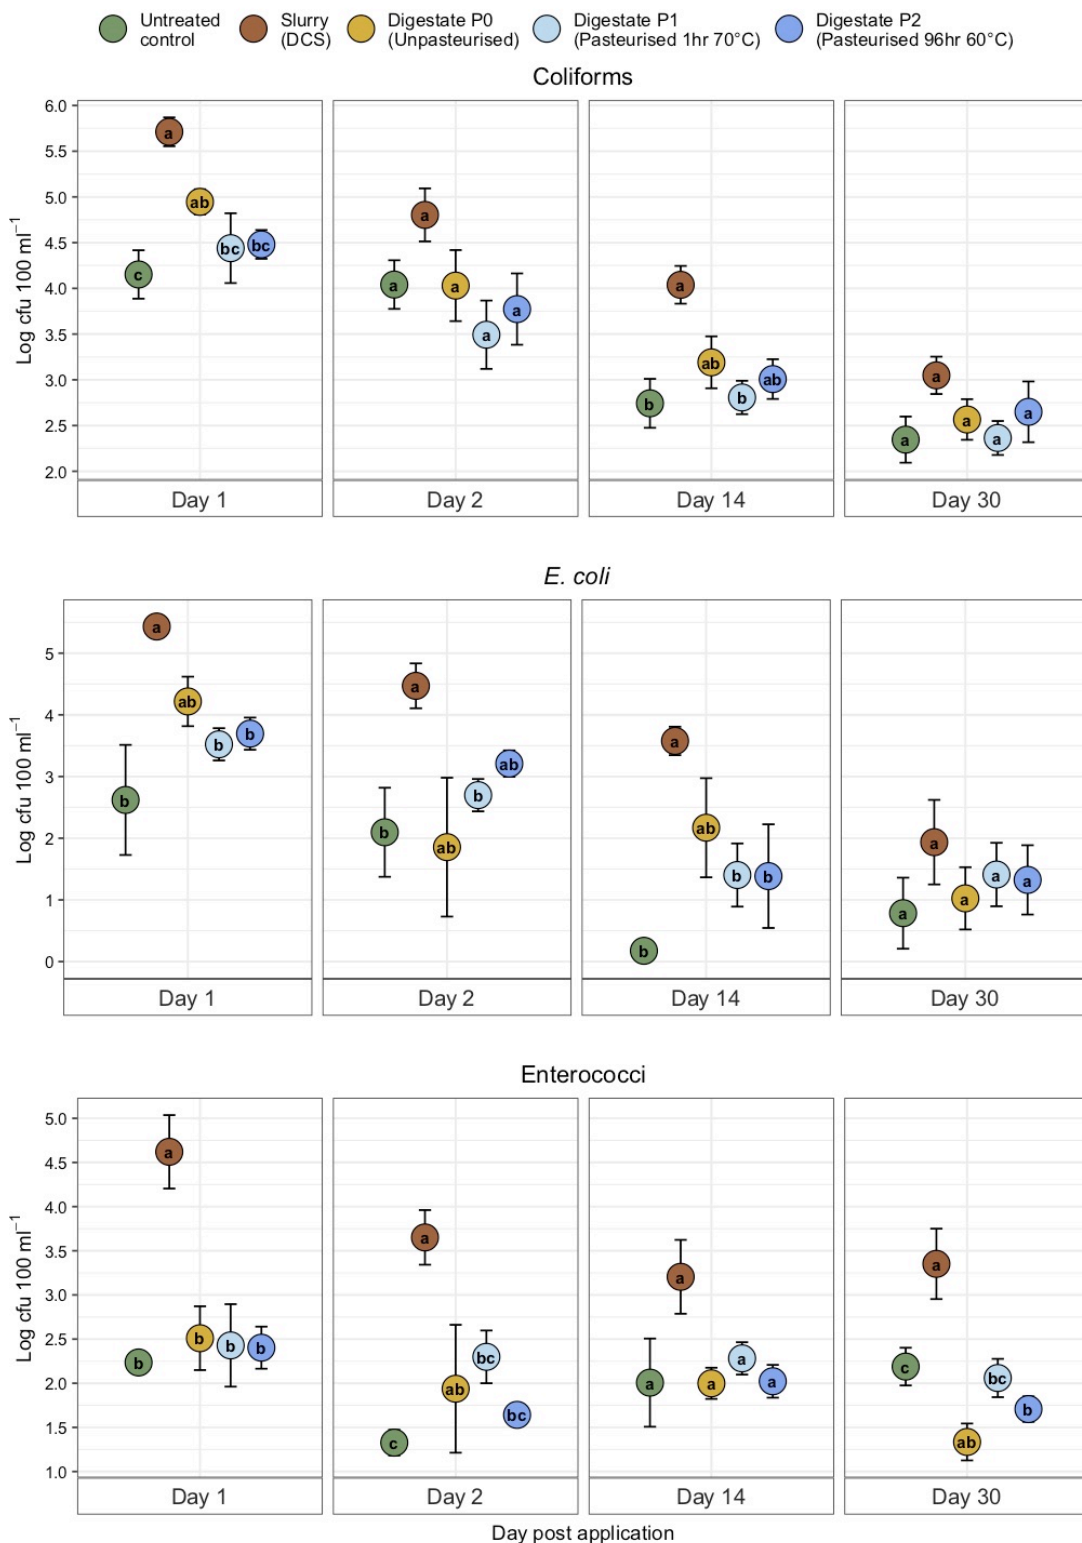 Untreated
control
Slurry
(DCS)
Digestate P0
(Unpasteurised)
Digestate P1
(Pasteurised 1hr 70°C)
Digestate P2
(Pasteurised 96hr 60°C)
Coliforms
Log cfu 100 ml⁻¹
6.0
5.5
5.0
4.5
4.0
3.5
3.0
2.5
2.0
c
a
ab
bc
bc
a
a
a
a
a
b
a
ab
b
ab
a
a
a
a
a
Day 1
Day 2
Day 14
Day 30
E. coli
Log cfu 100 ml⁻¹
5
4
3
2
1
0
b
a
ab
b
b
b
a
ab
b
ab
b
a
ab
b
b
a
a
a
a
a
Day 1
Day 2
Day 14
Day 30
Enterococci
Log cfu 100 ml⁻¹
5.0
4.5
4.0
3.5
3.0
2.5
2.0
1.5
1.0
b
a
b
b
b
c
a
ab
bc
bc
a
a
a
a
a
c
a
ab
bc
b
Day 1
Day 2
Day 14
Day 30
Day post application